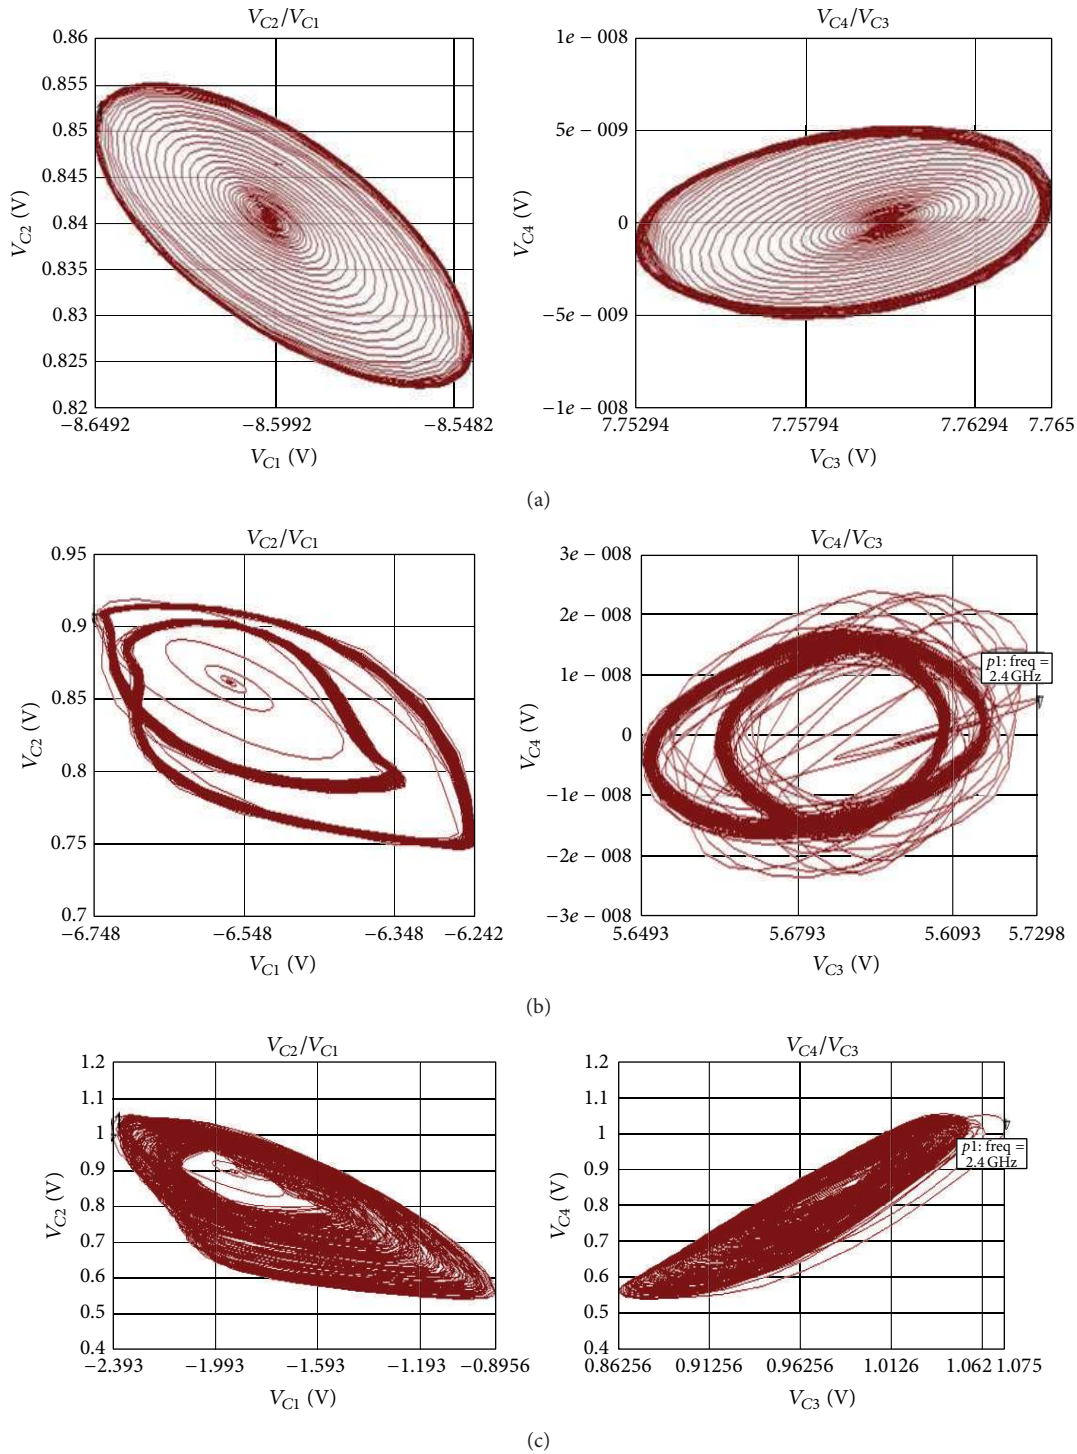 V_C2/V_C1
0.86
0.855
0.85
0.845
0.84
0.835
0.83
0.825
0.82
V_C2 (V)
−8.6492 −8.5992 −8.5482
V_C1 (V)
V_C4/V_C3
1e − 008
5e − 009
0
−5e − 009
−1e − 008
V_C4 (V)
7.75294 7.75794 7.76294 7.765
V_C3 (V)
(a)
V_C2/V_C1
0.95
0.9
0.85
0.8
0.75
0.7
V_C2 (V)
−6.748 −6.548 −6.348 −6.242
V_C1 (V)
V_C4/V_C3
3e − 008
2e − 008
1e − 008
0
−1e − 008
−2e − 008
−3e − 008
V_C4 (V)
p1: freq =
2.4 GHz
5.6493 5.6793 5.6093 5.7298
V_C3 (V)
(b)
V_C2/V_C1
1.2
1.1
1
0.9
0.8
0.7
0.6
0.5
0.4
V_C2 (V)
−2.393 −1.993 −1.593 −1.193 −0.8956
V_C1 (V)
V_C4/V_C3
1.2
1.1
1
0.9
0.8
0.7
0.6
0.5
0.4
V_C4 (V)
p1: freq =
2.4 GHz
0.86256 0.91256 0.96256 1.0126 1.062 1.075
V_C3 (V)
(c)